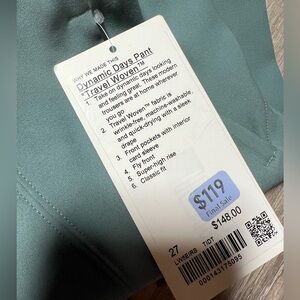 WHY WE MADE THIS
Dynamic Days Pant
*Travel Woven™
1. Take on dynamic days looking
and feeling great. These modern
trousers are at home wherever
you go
2. Travel Woven™ fabric is
wrinkle-free, machine-washable,
and quick-drying with a sleek
drape
3. Front pockets with interior
card sleeve
4. Fly front
5. Super-high rise
6. Classic fit
$119
Final Sale
$148.00
27
TIDT
000143175095